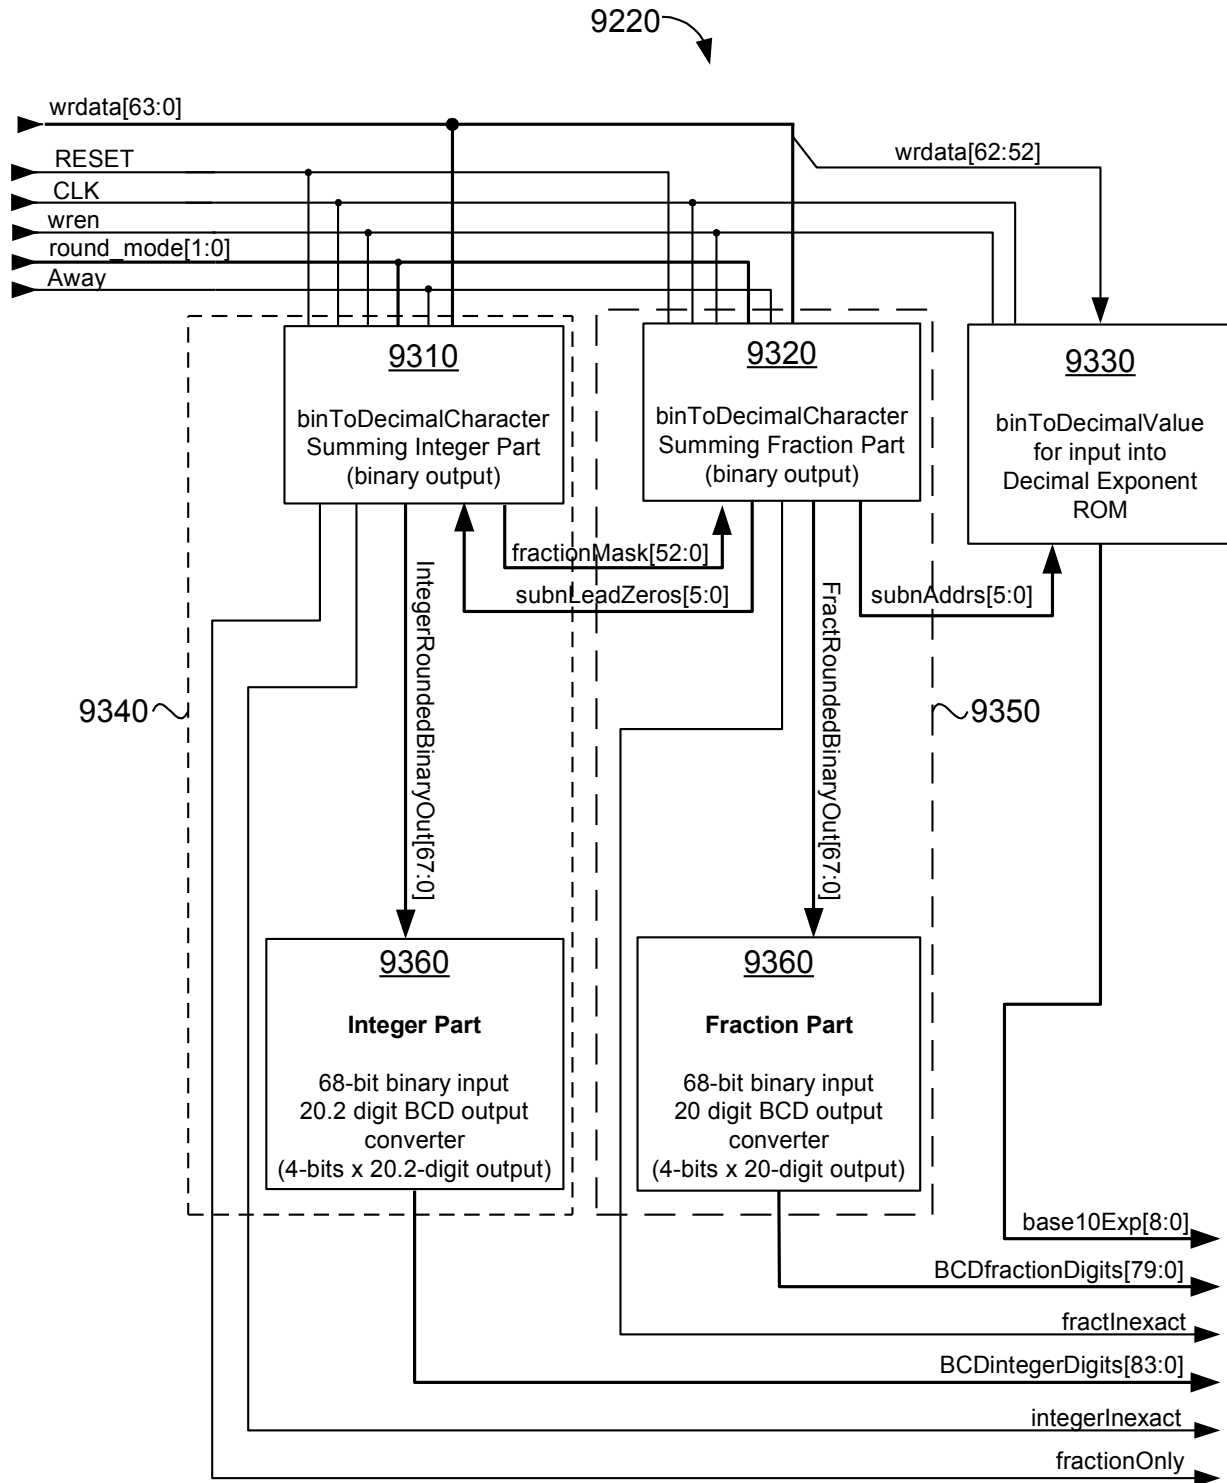 9220
wrdata[63:0]
RESET
CLK
wren
round_mode[1:0]
Away
wrdata[62:52]
9310
binToDecimalCharacter
Summing Integer Part
(binary output)
9320
binToDecimalCharacter
Summing Fraction Part
(binary output)
9330
binToDecimalValue
for input into
Decimal Exponent
ROM
fractionMask[52:0]
subnLeadZeros[5:0]
subnAddrs[5:0]
IntegerRoundedBinaryOut[67:0]
FractRoundedBinaryOut[67:0]
9340
9350
9360
Integer Part
68-bit binary input
20.2 digit BCD output
converter
(4-bits x 20.2-digit output)
9360
Fraction Part
68-bit binary input
20 digit BCD output
converter
(4-bits x 20-digit output)
base10Exp[8:0]
BCDfractionDigits[79:0]
fractInexact
BCDintegerDigits[83:0]
integerInexact
fractionOnly